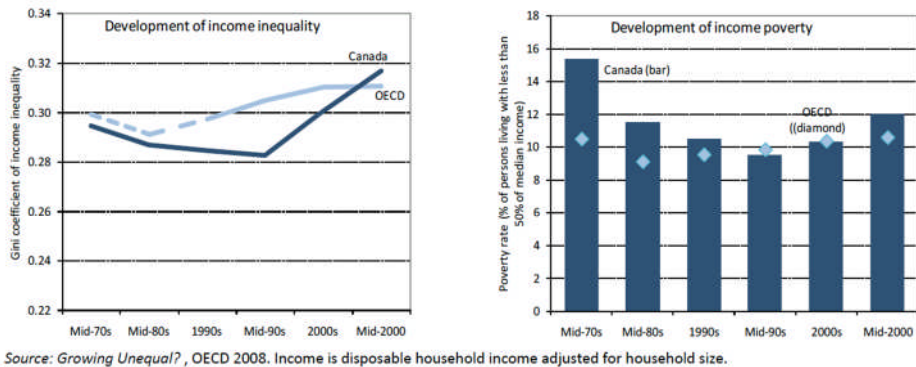 Development of income inequality
0.34
0.32
0.30
0.28
0.26
0.24
0.22
Gini coefficient of income inequality
Canada
OECD
Mid-70s Mid-80s 1990s Mid-90s 2000s Mid-2000
Development of income poverty
18
16
14
12
10
8
6
4
2
0
Poverty rate (% of persons living with less than
50% of median income)
Canada (bar)
OECD
((diamond)
Mid-70s Mid-80s 1990s Mid-90s 2000s Mid-2000
Source: Growing Unequal? , OECD 2008. Income is disposable household income adjusted for household size.